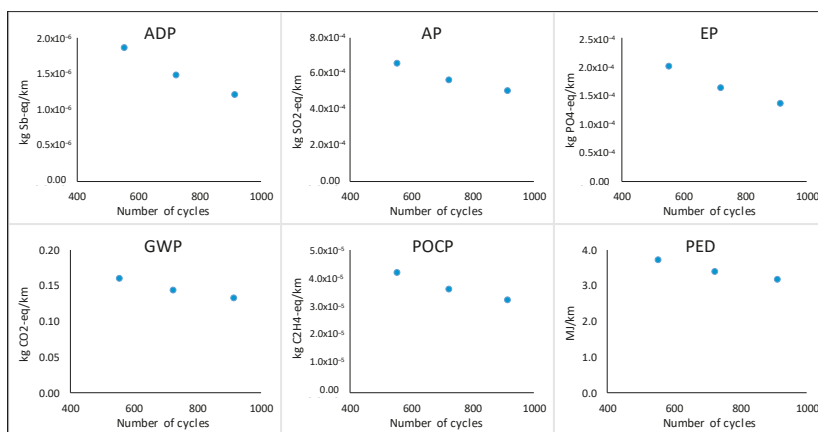 ADP
kg Sb-eq/km
2.0x10⁻⁶
1.5x10⁻⁶
1.0x10⁻⁶
0.5x10⁻⁶
0.00
400 600 800 1000
Number of cycles
AP
kg SO2-eq/km
8.0x10⁻⁴
6.0x10⁻⁴
4.0x10⁻⁴
2.0x10⁻⁴
0.00
400 600 800 1000
Number of cycles
EP
kg PO4-eq/km
2.5x10⁻⁴
2.0x10⁻⁴
1.5x10⁻⁴
1.0x10⁻⁴
0.5x10⁻⁴
0.00
400 600 800 1000
Number of cycles
GWP
kg CO2-eq/km
0.20
0.15
0.10
0.05
0.00
400 600 800 1000
Number of cycles
POCP
kg C2H4-eq/km
5.0x10⁻⁵
4.0x10⁻⁵
3.0x10⁻⁵
2.0x10⁻⁵
1.0x10⁻⁵
0.00
400 600 800 1000
Number of cycles
PED
MJ/km
4.0
3.0
2.0
1.0
0.0
400 600 800 1000
Number of cycles